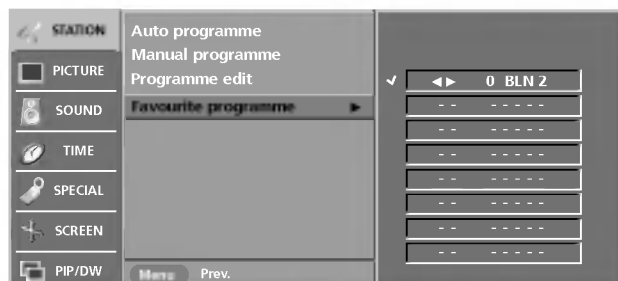 STATION
PICTURE
SOUND
TIME
SPECIAL
SCREEN
PIP/DW
Auto programme
Manual programme
Programme edit
Favourite programme ►
Menu Prev.
✓ ◄► 0 BLN 2
- - - - - - -
- - - - - - -
- - - - - - -
- - - - - - -
- - - - - - -
- - - - - - -
- - - - - - -